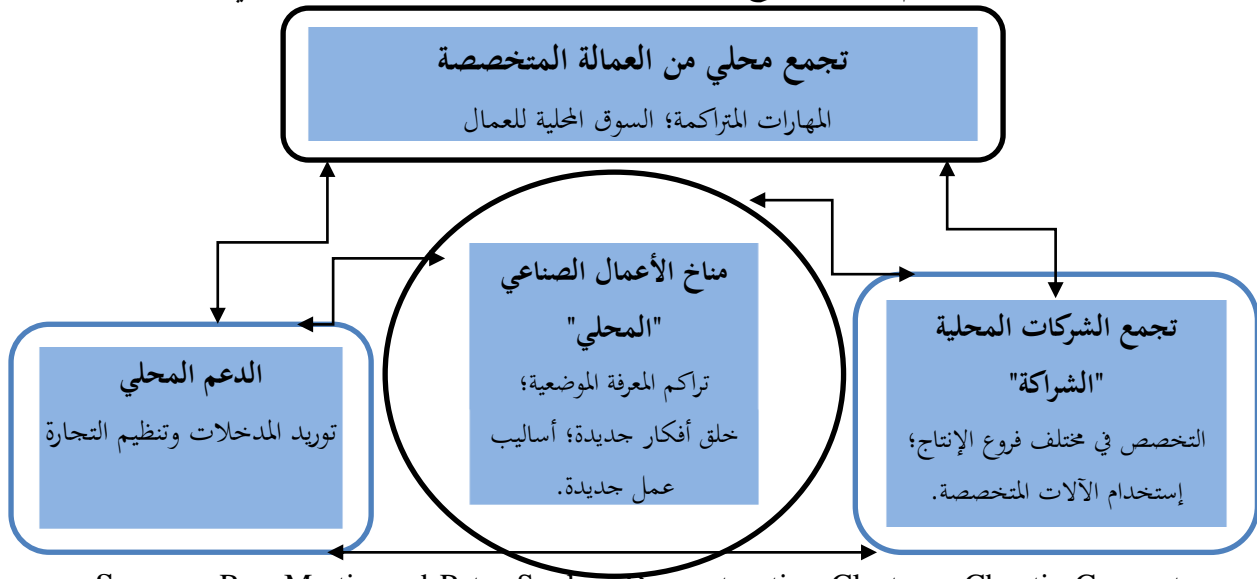 تجمع محلي من العمالة المتخصصة
المهارات المتراكمة؛ السوق المحلية للعمال
مناخ الأعمال الصناعي
"المحلي"
تراكم المعرفة الموضعية؛
خلق أفكار جديدة؛ أساليب
عمل جديدة.
تجمع الشركات المحلية
"الشراكة"
التخصص في مختلف فروع الإنتاج؛
إستخدام الآلات المتخصصة.
الدعم المحلي
توريد المدخلات وتنظيم التجارة